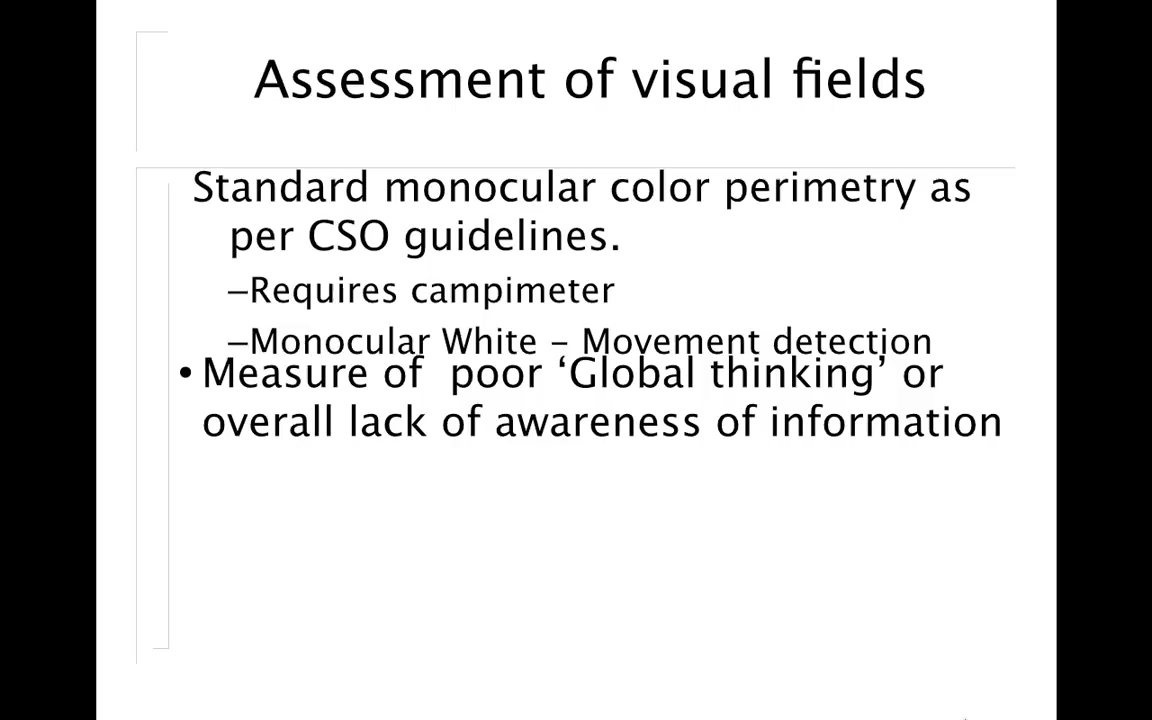 Assessment of visual fields
Standard monocular color perimetry as
per CSO guidelines.
–Requires campimeter
–Monocular White – Movement detection
• Measure of  poor ‘Global thinking’ or
overall lack of awareness of information